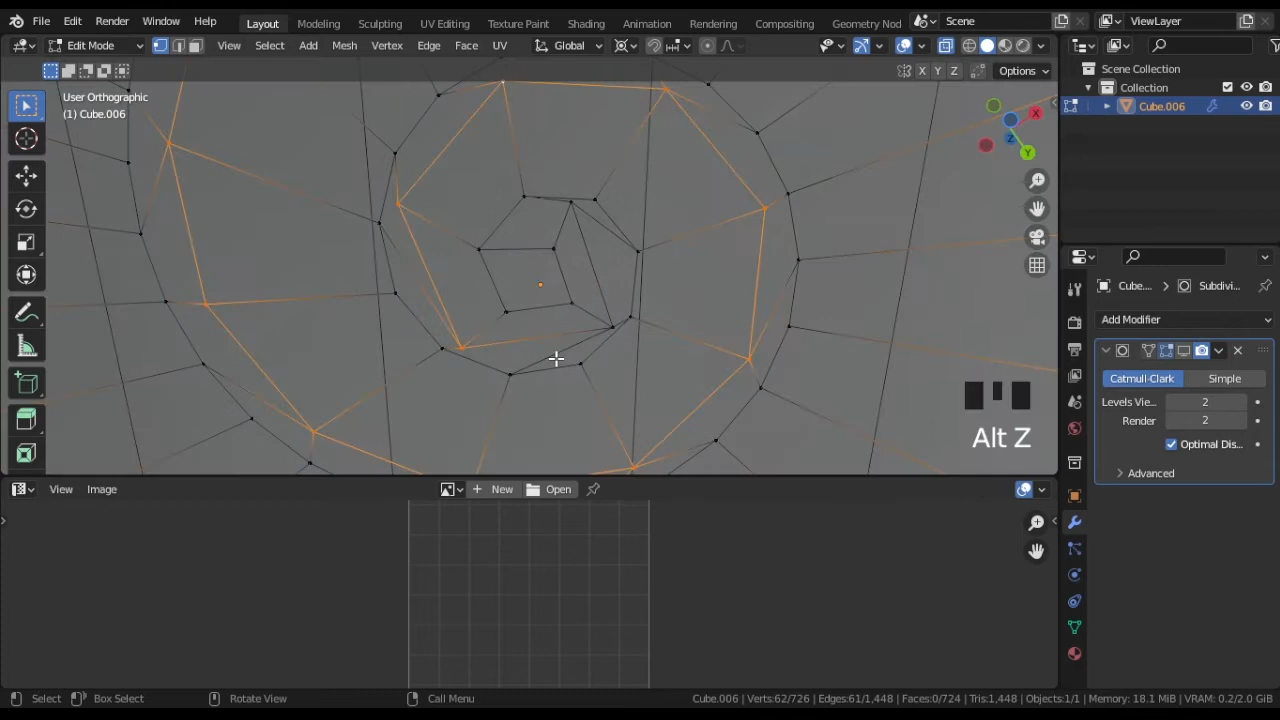 File Edit Render Window Help Layout Modeling Sculpting UV Editing Texture Paint Shading Animation Rendering Compositing Geometry Nod Scene ViewLayer
Edit Mode View Select Add Mesh Vertex Edge Face UV Global
X Y Z Options
Scene Collection
Collection
Cube.006
User Orthographic
(1) Cube.006
X
Y
Z
Cube.... Subdivi...
Add Modifier
Catmull-Clark Simple
Levels Vie... 2
Render 2
Optimal Dis...
Advanced
Alt Z
View Image New Open
Select Box Select Rotate View Call Menu Cube.006 | Verts:62/726 | Edges:61/1,448 | Faces:0/724 | Tris:1,448 | Objects:1/1 | Memory: 18.1 MiB | VRAM: 0.2/2.0 GiB